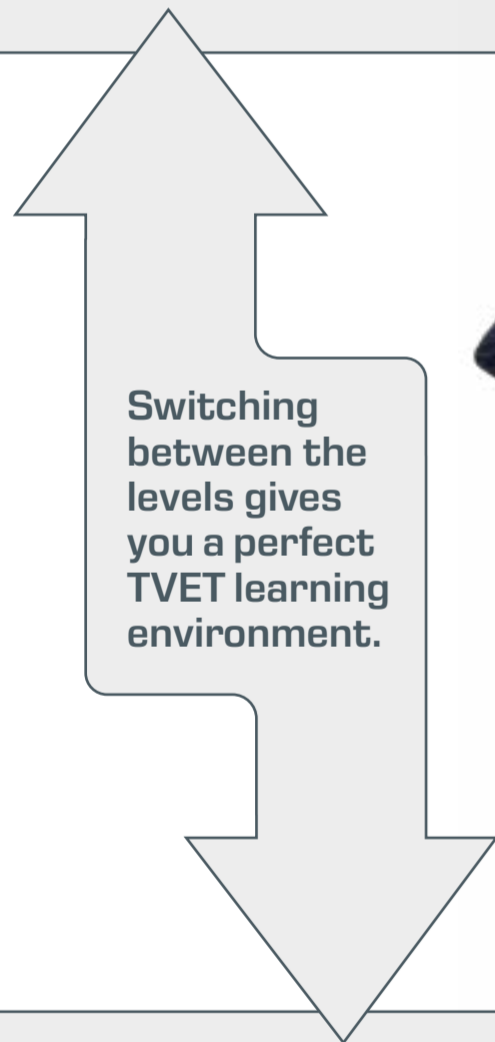 Switching
between the
levels gives
you a perfect
TVET learning
environment.